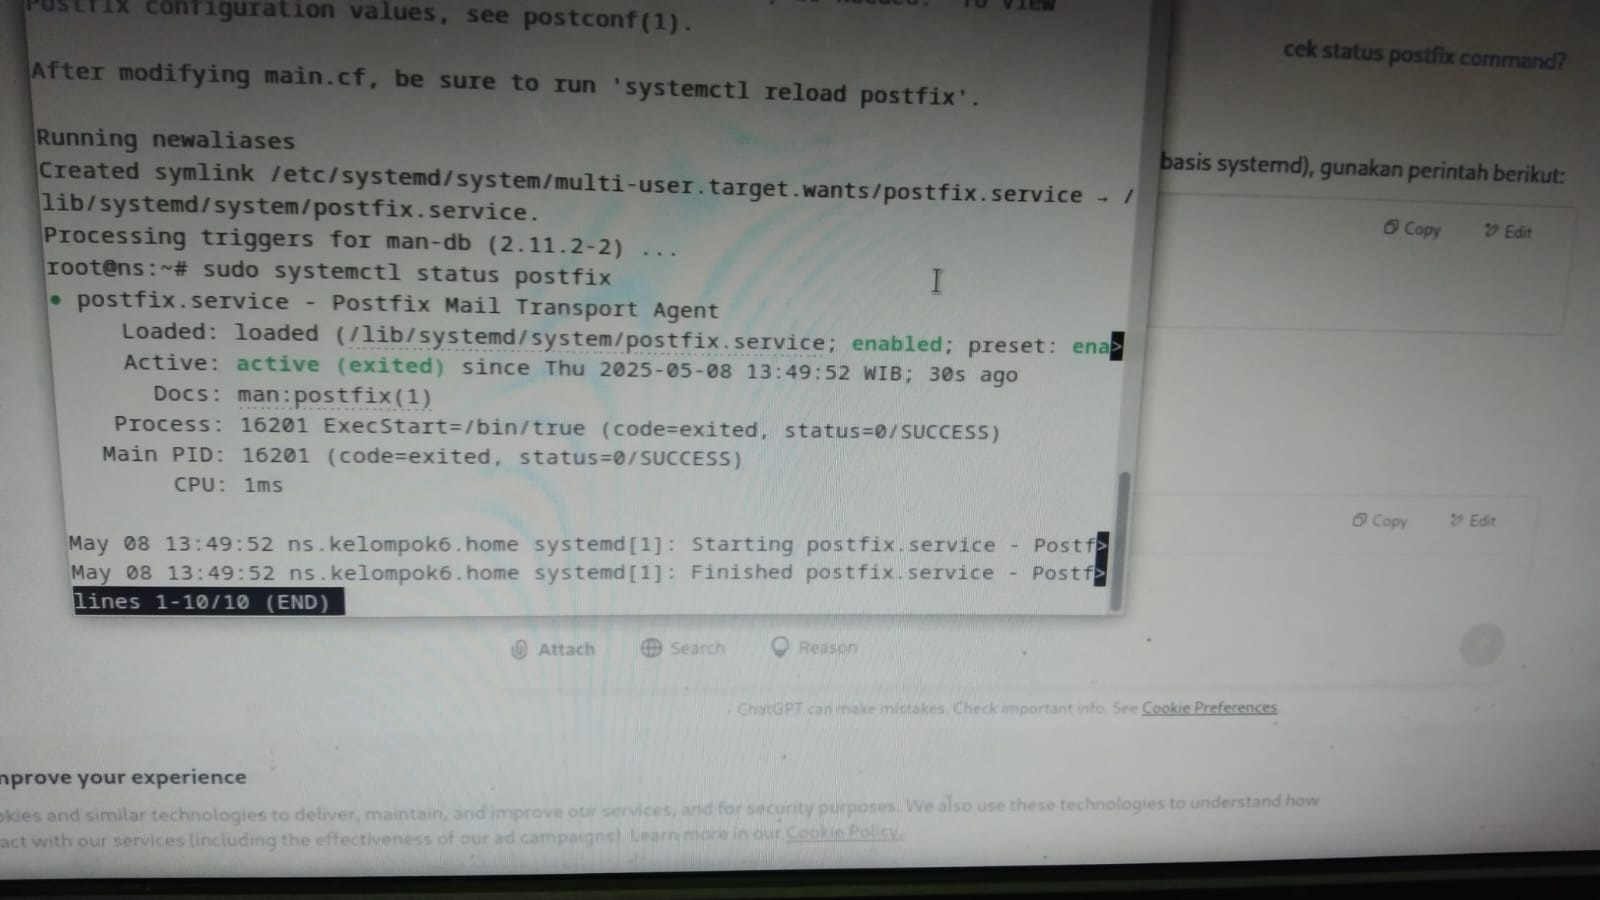 Postfix configuration values, see postconf(1).
After modifying main.cf, be sure to run 'systemctl reload postfix'.
Running newaliases
Created symlink /etc/systemd/system/multi-user.target.wants/postfix.service → /
lib/systemd/system/postfix.service.
Processing triggers for man-db (2.11.2-2) ...
root@ns:~# sudo systemctl status postfix
● postfix.service - Postfix Mail Transport Agent
Loaded: loaded (/lib/systemd/system/postfix.service; enabled; preset: ena>
Active: active (exited) since Thu 2025-05-08 13:49:52 WIB; 30s ago
Docs: man:postfix(1)
Process: 16201 ExecStart=/bin/true (code=exited, status=0/SUCCESS)
Main PID: 16201 (code=exited, status=0/SUCCESS)
CPU: 1ms
May 08 13:49:52 ns.kelompok6.home systemd[1]: Starting postfix.service - Postf>
May 08 13:49:52 ns.kelompok6.home systemd[1]: Finished postfix.service - Postf>
lines 1-10/10 (END)
cek status postfix command?
basis systemd), gunakan perintah berikut:
Copy Edit
Copy Edit
Attach Search Reason
ChatGPT can make mistakes. Check important info. See Cookie Preferences.
mprove your experience
okies and similar technologies to deliver, maintain, and improve our services, and for security purposes. We also use these technologies to understand how
act with our services (including the effectiveness of our ad campaigns). Learn more in our Cookie Policy.